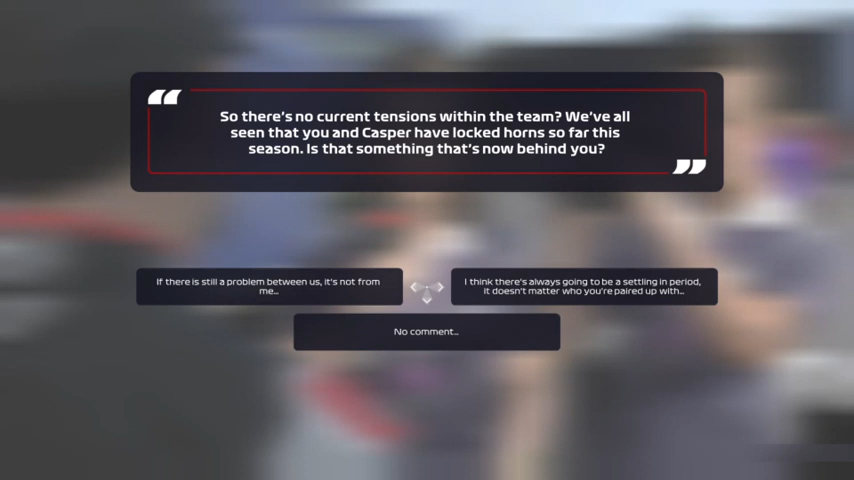 So there's no current tensions within the team? We've all
seen that you and Casper have locked horns so far this
season. Is that something that's now behind you?
If there is still a problem between us, it's not from
me...
I think there's always going to be a settling in period,
it doesn't matter who you're paired up with...
No comment...